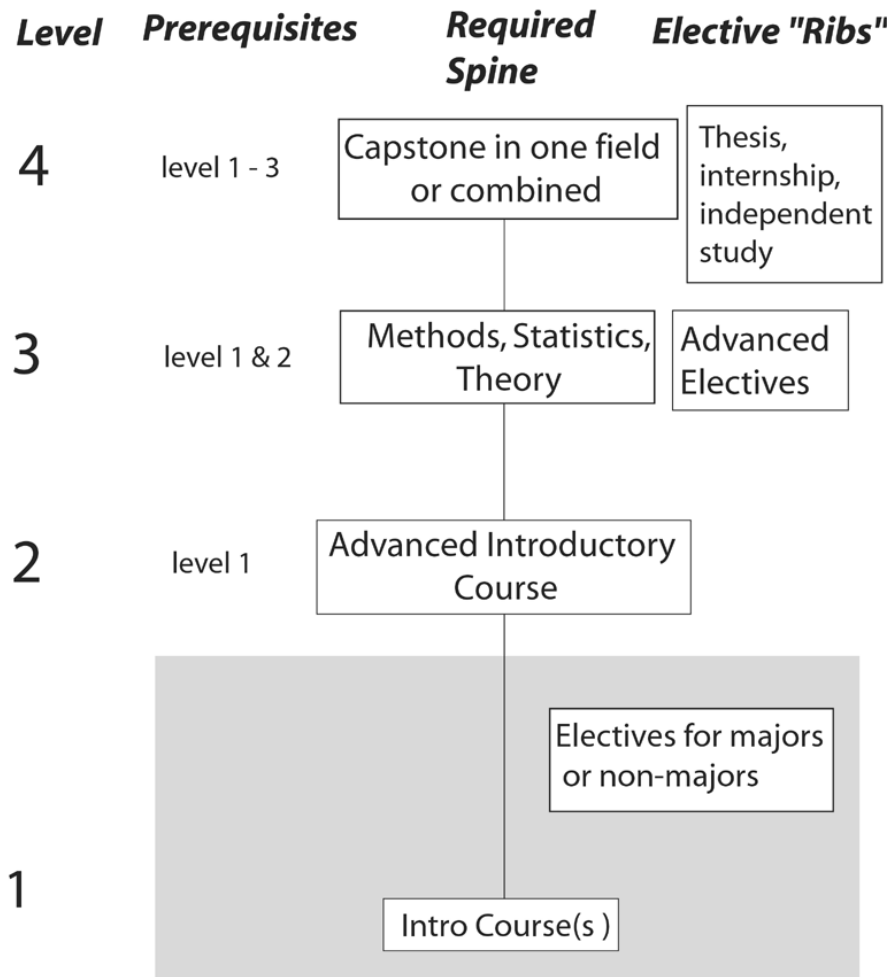 Level
Prerequisites
Required
Spine
Elective "Ribs"
4
level 1 - 3
Capstone in one field
or combined
Thesis,
internship,
independent
study
3
level 1 & 2
Methods, Statistics,
Theory
Advanced
Electives
2
level 1
Advanced Introductory
Course
Electives for majors
or non-majors
1
Intro Course(s )